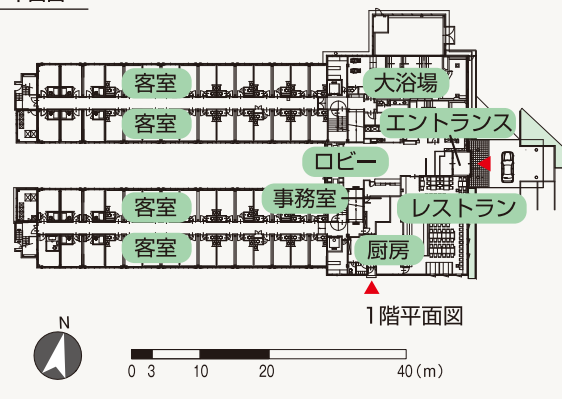 客室
大浴場
客室
エントランス
ロビー
事務室
客室
レストラン
客室
厨房
1階平面図
N
0 3 10 20 40(m)